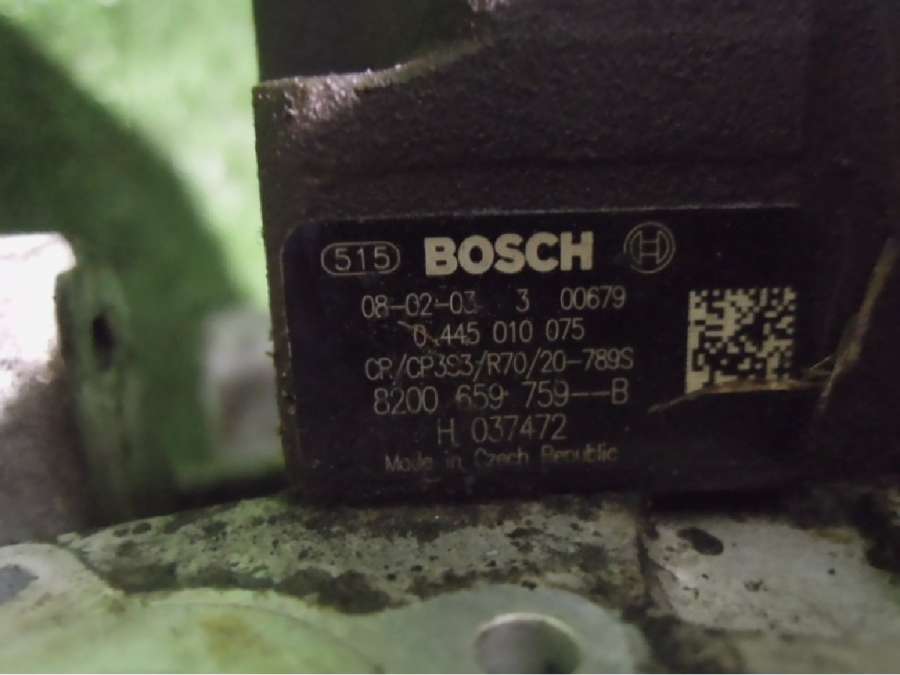 515 BOSCH H
08-02-03 3 00679
0 445 010 075
CR/CP3S3/R70/20-789S
8200 659 759--B
H 037472
Made in Czech Republic